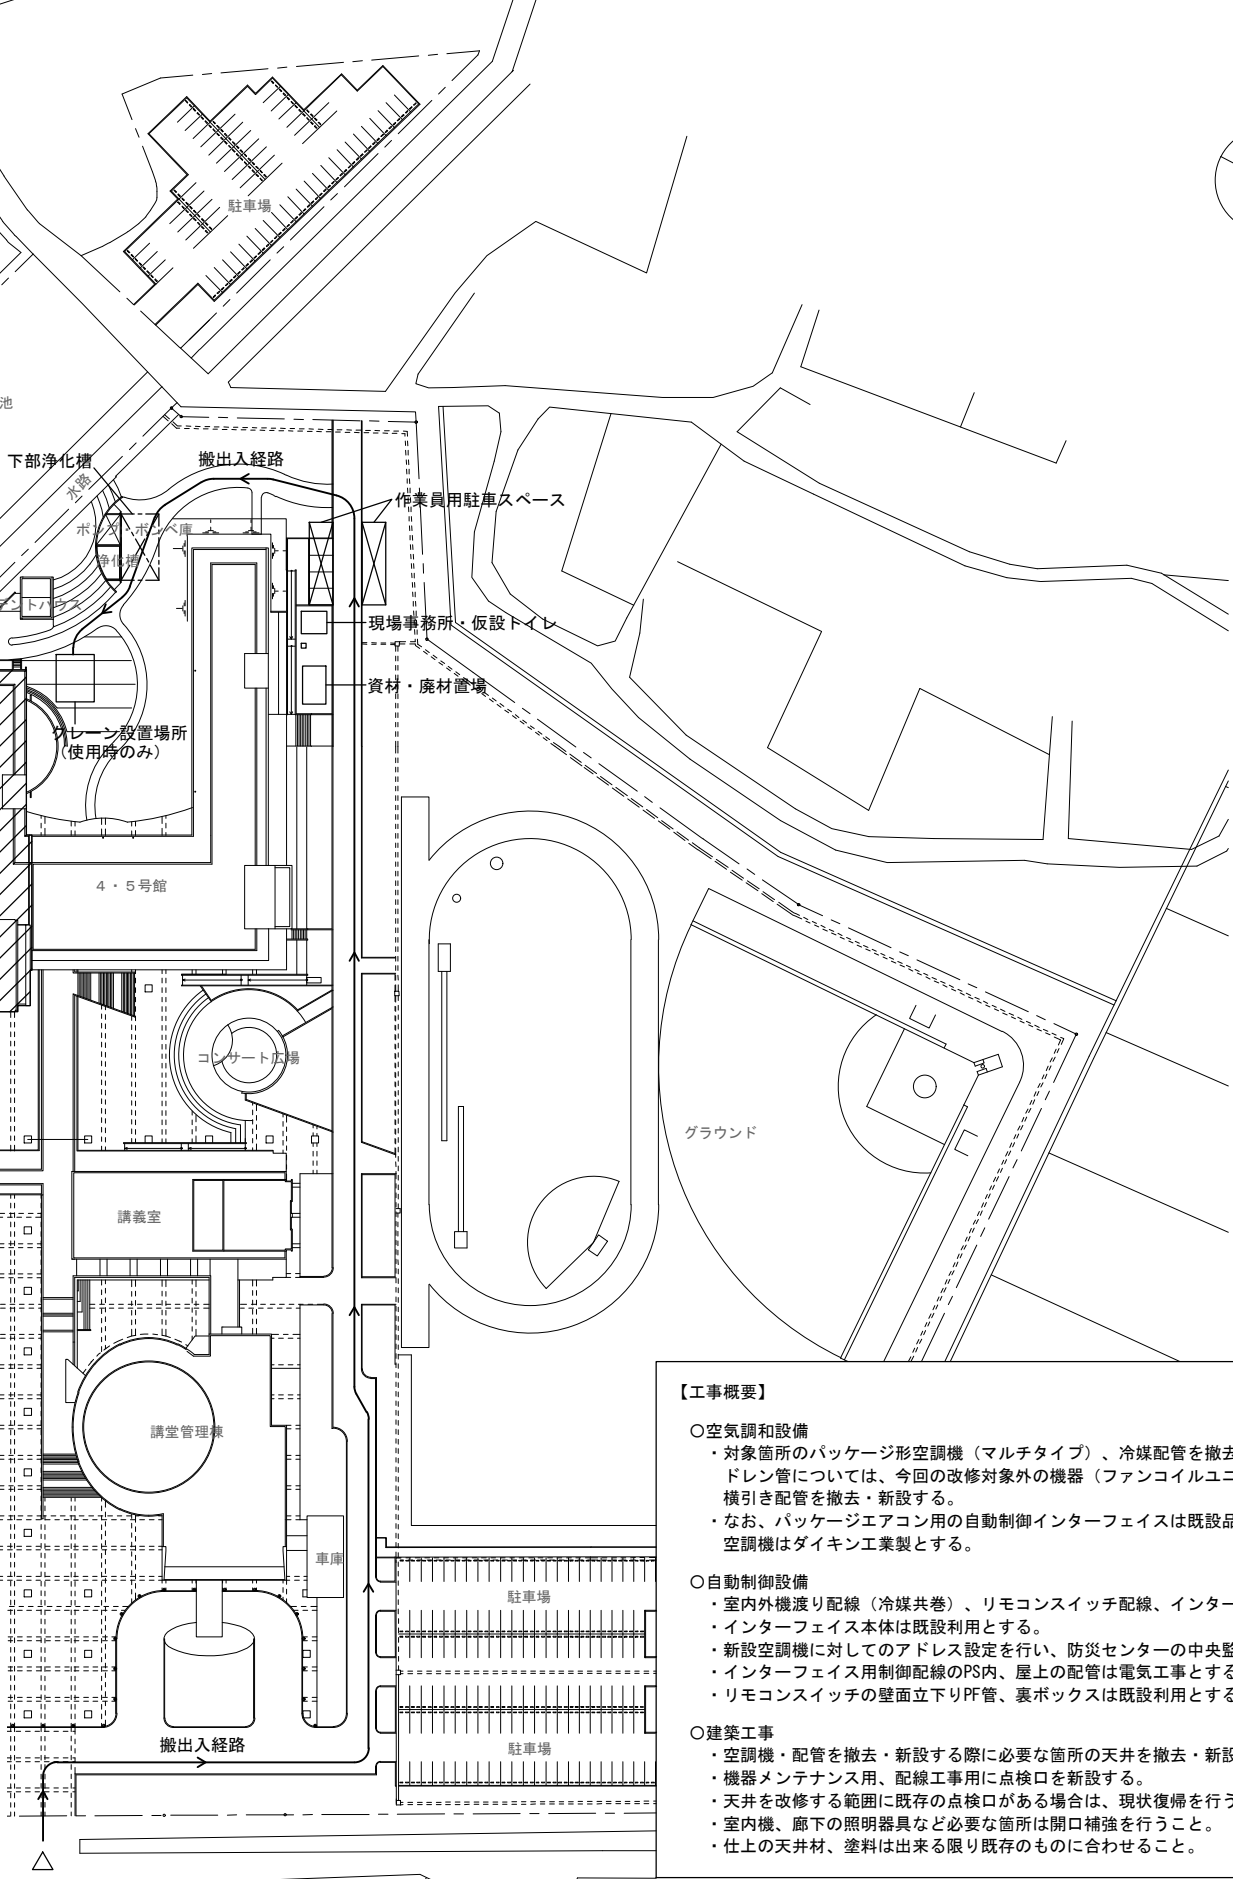 駐車場
池
下部浄化槽
搬出入経路
水路
作業員用駐車スペース
ポンプ・ボンベ庫
浄化槽
テントハウス
現場事務所・仮設トイレ
資材・廃材置場
クレーン設置場所
(使用時のみ)
4・5号館
コンサート広場
グラウンド
講義室
講堂管理棟
車庫
駐車場
駐車場
搬出入経路
【工事概要】
○空気調和設備
・対象箇所のパッケージ形空調機（マルチタイプ）、冷媒配管を撤去
ドレン管については、今回の改修対象外の機器（ファンコイルユニ
横引き配管を撤去・新設する。
・なお、パッケージエアコン用の自動制御インターフェイスは既設品
空調機はダイキン工業製とする。
○自動制御設備
・室内外機渡り配線（冷媒共巻）、リモコンスイッチ配線、インター
・インターフェイス本体は既設利用とする。
・新設空調機に対してのアドレス設定を行い、防災センターの中央監
・インターフェイス用制御配線のPS内、屋上の配管は電気工事とする
・リモコンスイッチの壁面立下りPF管、裏ボックスは既設利用とする
○建築工事
・空調機・配管を撤去・新設する際に必要な箇所の天井を撤去・新設
・機器メンテナンス用、配線工事用に点検口を新設する。
・天井を改修する範囲に既存の点検口がある場合は、現状復帰を行う
・室内機、廊下の照明器具など必要な箇所は開口補強を行うこと。
・仕上の天井材、塗料は出来る限り既存のものに合わせること。